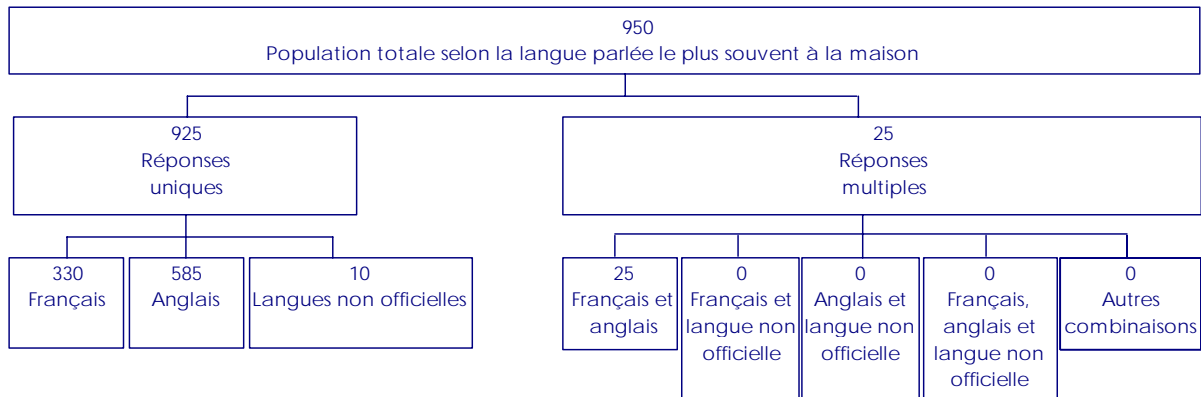 950
Population totale selon la langue parlée le plus souvent à la maison
925
Réponses
uniques
25
Réponses
multiples
330
Français
585
Anglais
10
Langues non officielles
25
Français et
anglais
0
Français et
langue non
officielle
0
Anglais et
langue non
officielle
0
Français,
anglais et
langue non
officielle
0
Autres
combinaisons